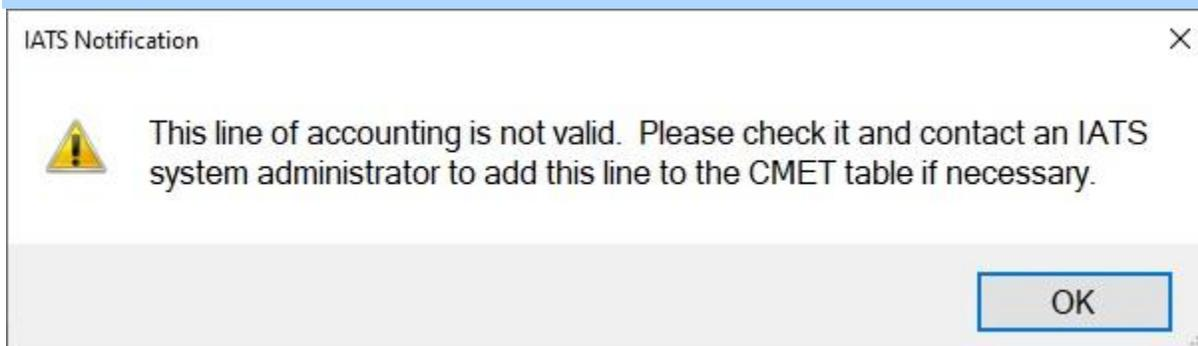 IATS Notification
This line of accounting is not valid.  Please check it and contact an IATS
system administrator to add this line to the CMET table if necessary.
OK